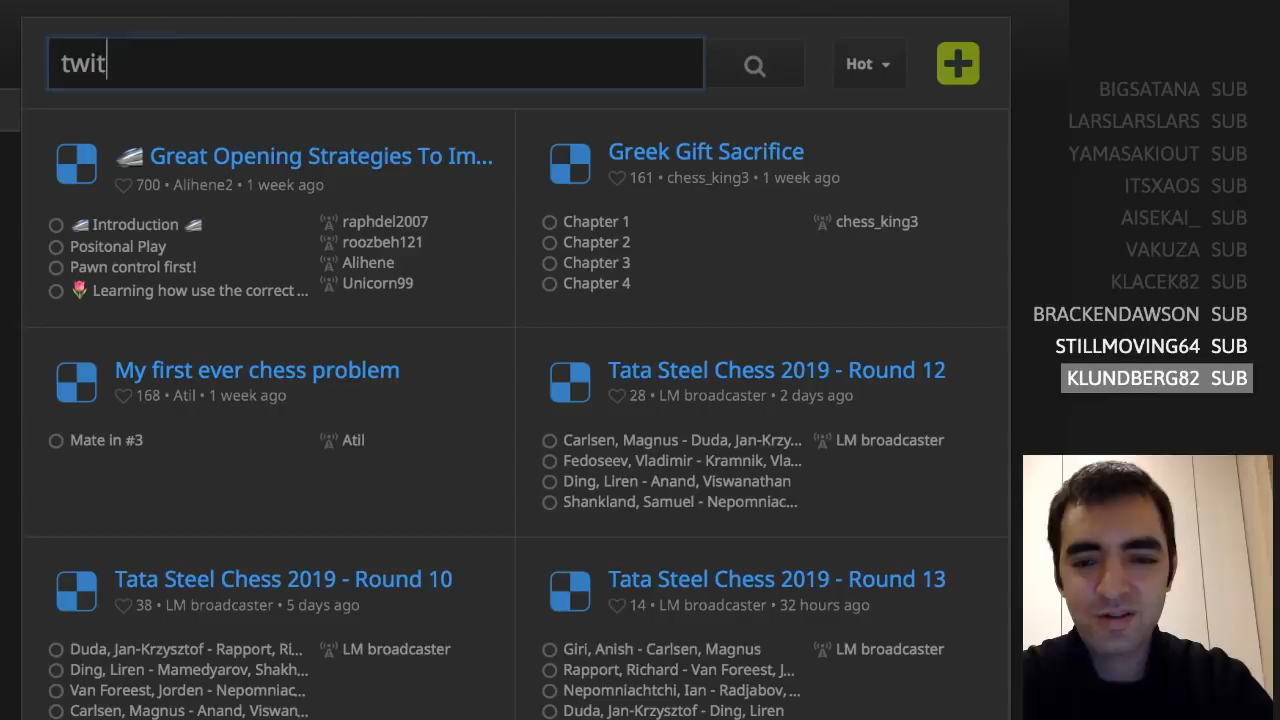 twit
Hot
Great Opening Strategies To Im...
700 • Alihene2 • 1 week ago
Introduction
Positonal Play
Pawn control first!
Learning how use the correct ...
raphdel2007
roozbeh121
Alihene
Unicorn99
Greek Gift Sacrifice
161 • chess_king3 • 1 week ago
Chapter 1
Chapter 2
Chapter 3
Chapter 4
chess_king3
My first ever chess problem
168 • Atil • 1 week ago
Mate in #3
Atil
Tata Steel Chess 2019 - Round 12
28 • LM broadcaster • 2 days ago
Carlsen, Magnus - Duda, Jan-Krzy...
Fedoseev, Vladimir - Kramnik, Vla...
Ding, Liren - Anand, Viswanathan
Shankland, Samuel - Nepomniac...
LM broadcaster
Tata Steel Chess 2019 - Round 10
38 • LM broadcaster • 5 days ago
Duda, Jan-Krzysztof - Rapport, Ri...
Ding, Liren - Mamedyarov, Shakh...
Van Foreest, Jorden - Nepomniac...
Carlsen, Magnus - Anand, Viswan...
LM broadcaster
Tata Steel Chess 2019 - Round 13
14 • LM broadcaster • 32 hours ago
Giri, Anish - Carlsen, Magnus
Rapport, Richard - Van Foreest, J...
Nepomniachtchi, Ian - Radjabov, ...
Duda, Jan-Krzysztof - Ding, Liren
LM broadcaster
BIGSATANA SUB
LARSLARSLARS SUB
YAMASAKIOUT SUB
ITSXAOS SUB
AISEKAI_ SUB
VAKUZA SUB
KLACEK82 SUB
BRACKENDAWSON SUB
STILLMOVING64 SUB
KLUNDBERG82 SUB